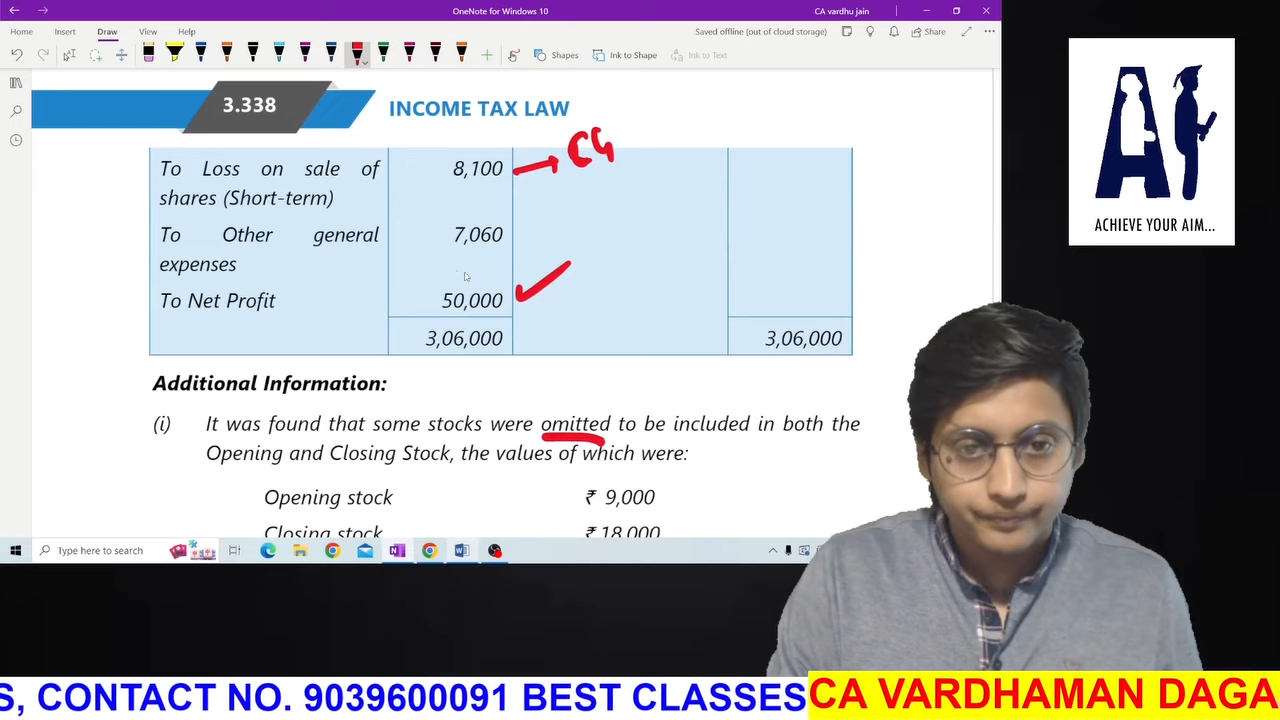 OneNote for Windows 10
CA vardhu jain
Home Insert Draw View Help
Saved offline (out of cloud storage)
Share
Shapes
Ink to Shape
Ink to Text
3.338
INCOME TAX LAW
To Loss on sale of 8,100
CG
shares (Short-term)
To Other general 7,060
expenses
To Net Profit 50,000
3,06,000 3,06,000
Additional Information:
(i) It was found that some stocks were omitted to be included in both the
Opening and Closing Stock, the values of which were:
Opening stock ₹ 9,000
Closing stock ₹ 18,000
Type here to search
ACHIEVE YOUR AIM...
S, CONTACT NO. 9039600091 BEST CLASSES
CA VARDHAMAN DAGA